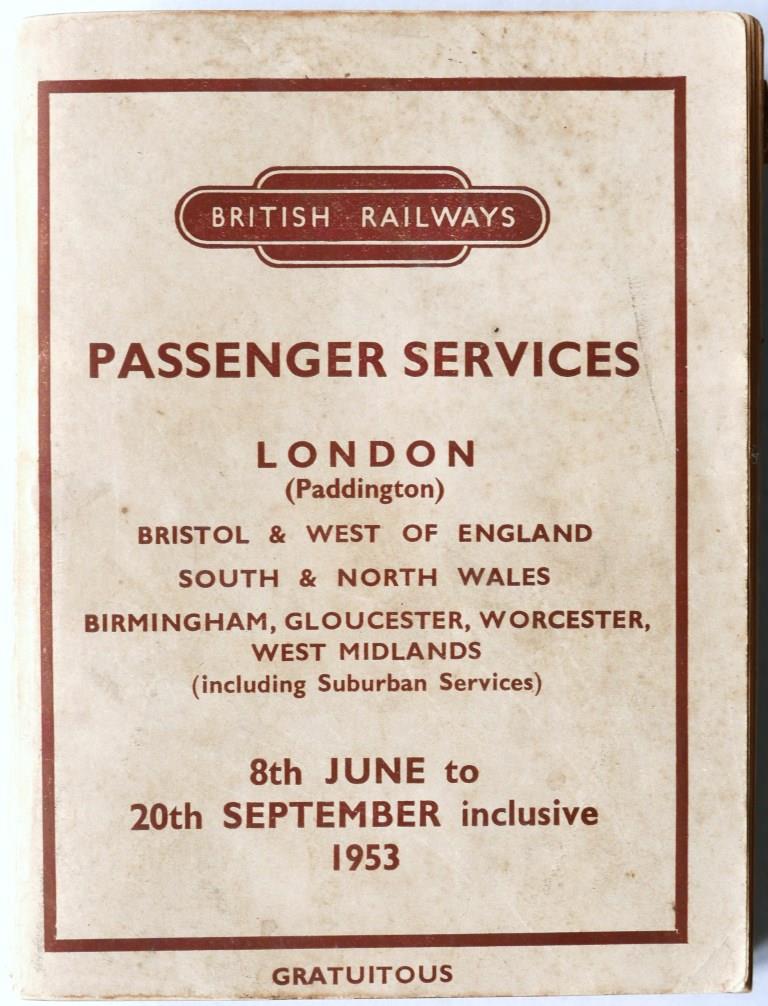 BRITISH RAILWAYS
PASSENGER SERVICES
LONDON
(Paddington)
BRISTOL & WEST OF ENGLAND
SOUTH & NORTH WALES
BIRMINGHAM, GLOUCESTER, WORCESTER,
WEST MIDLANDS
(including Suburban Services)
8th JUNE to
20th SEPTEMBER inclusive
1953
GRATUITOUS